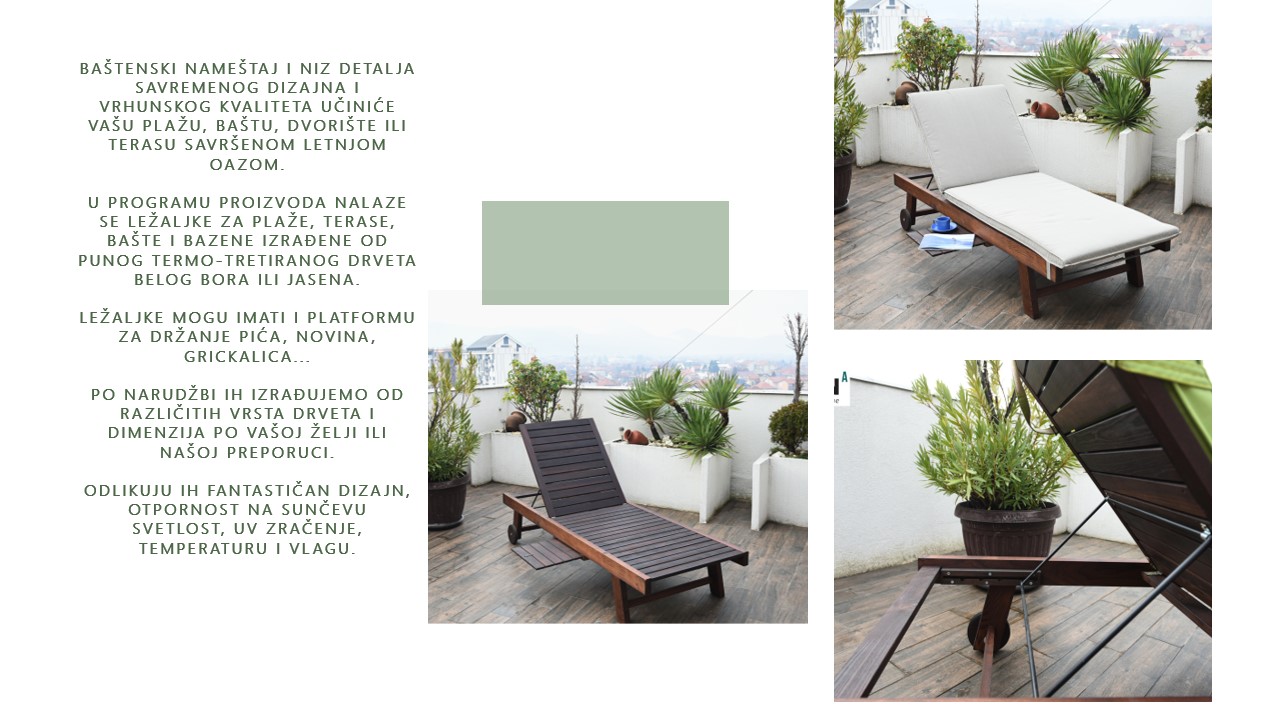 BAŠTENSKI NAMEŠTAJ I NIZ DETALJA
SAVREMENOG DIZAJNA I
VRHUNSKOG KVALITETA UČINIĆE
VAŠU PLAŽU, BAŠTU, DVORIŠTE ILI
TERASU SAVRŠENOM LETNJOM
OAZOM.
U PROGRAMU PROIZVODA NALAZE
SE LEŽALJKE ZA PLAŽE, TERASE,
BAŠTE I BAZENE IZRAĐENE OD
PUNOG TERMO-TRETIRANOG DRVETA
BELOG BORA ILI JASENA.
LEŽALJKE MOGU IMATI I PLATFORMU
ZA DRŽANJE PIĆA, NOVINA,
GRICKALICA...
PO NARUDŽBI IH IZRAĐUJEMO OD
RAZLIČITIH VRSTA DRVETA I
DIMENZIJA PO VAŠOJ ŽELJI ILI
NAŠOJ PREPORUCI.
ODLIKUJU IH FANTASTIČAN DIZAJN,
OTPORNOST NA SUNČEVU
SVETLOST, UV ZRAČENJE,
TEMPERATURU I VLAGU.